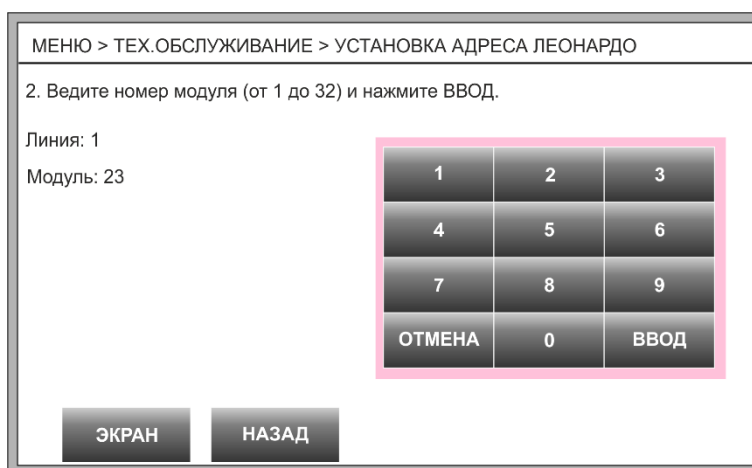 МЕНЮ > ТЕХ.ОБСЛУЖИВАНИЕ > УСТАНОВКА АДРЕСА ЛЕОНАРДО
2. Ведите номер модуля (от 1 до 32) и нажмите ВВОД.
Линия: 1
Модуль: 23
1 2 3
4 5 6
7 8 9
ОТМЕНА 0 ВВОД
ЭКРАН НАЗАД